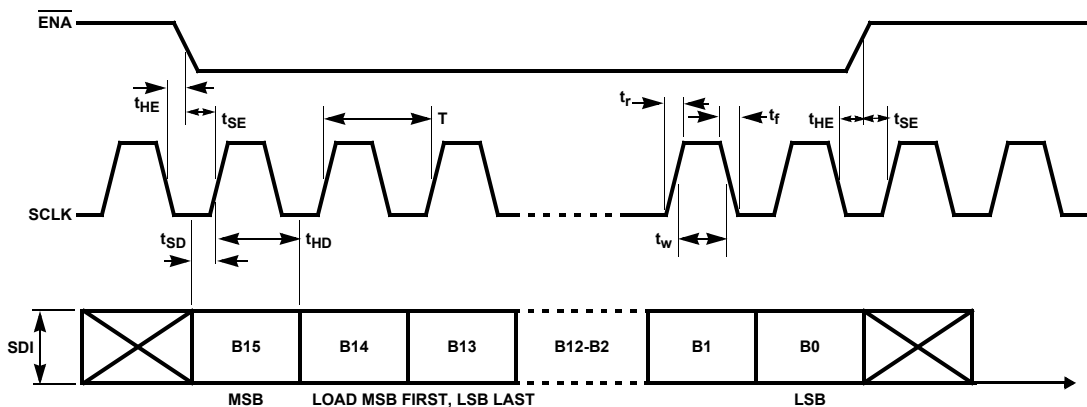 ENA
tHE
tSE
T
tr
tf
tHE
tSE
SCLK
tSD
tHD
tw
SDI
B15
B14
B13
B12-B2
B1
B0
MSB
LOAD MSB FIRST, LSB LAST
LSB